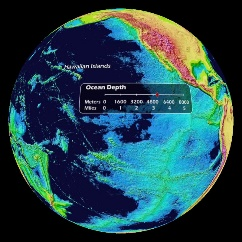 Hawaiian Islands
Ocean Depth
Meters 0 1600 3200 4800 6400 8000
Miles 0 1 2 3 4 5